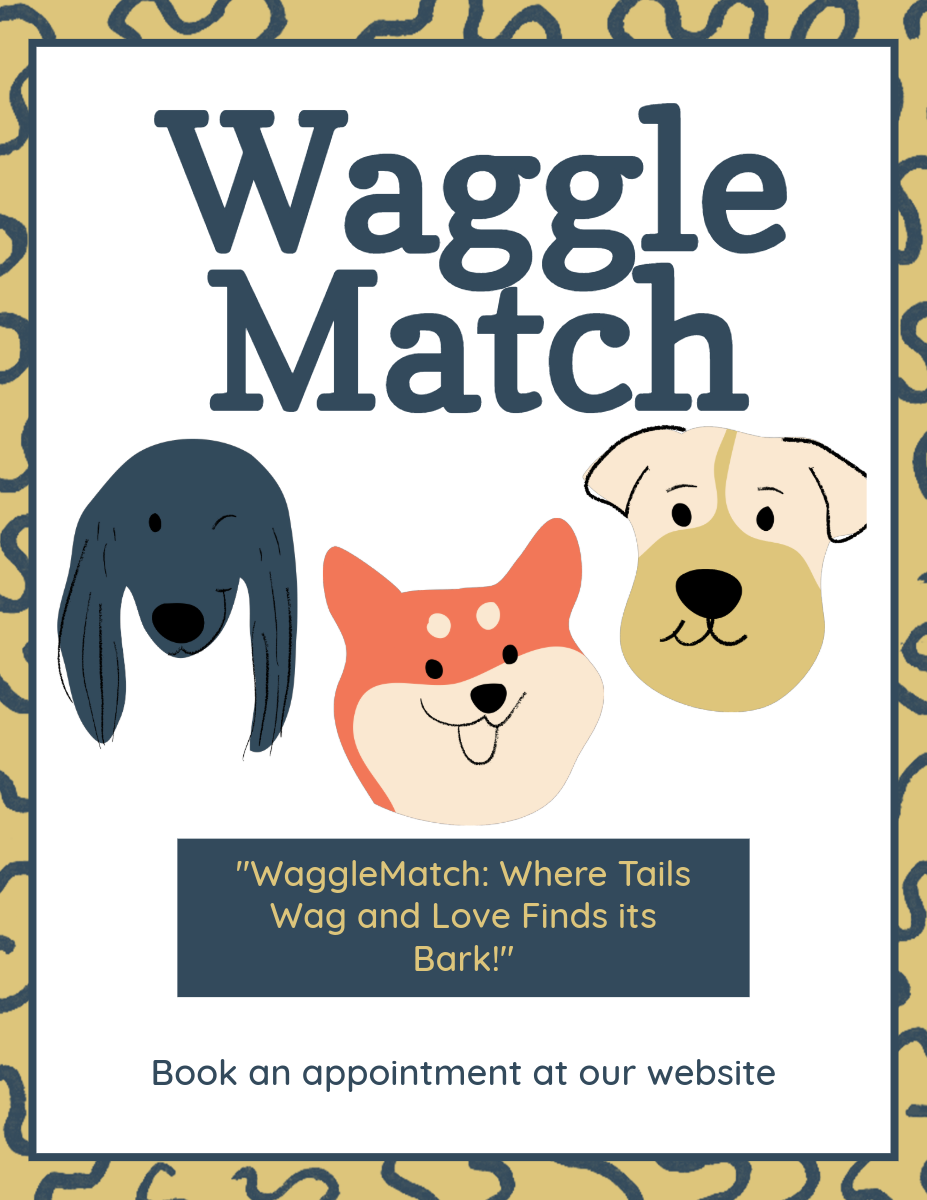 Waggle
Match
"WaggleMatch: Where Tails
Wag and Love Finds its
Bark!"
Book an appointment at our website